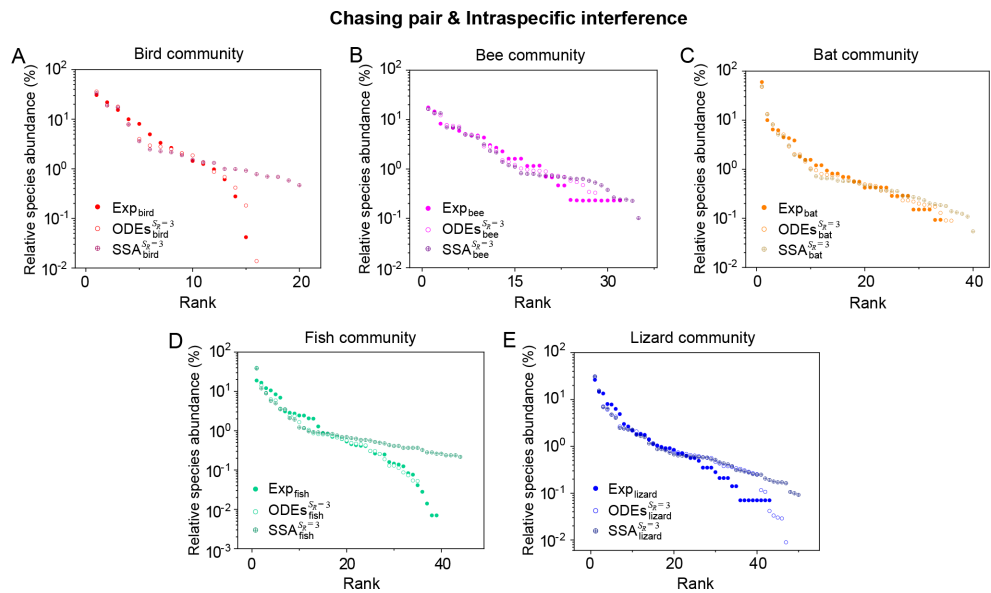 Chasing pair & Intraspecific interference
A Bird community
Relative species abundance (%)
10^2
10^1
10^0
10^-1
10^-2
Exp_bird
ODEs_bird^{S_R=3}
SSA_bird^{S_R=3}
0 10 20
Rank
B Bee community
Relative species abundance (%)
10^2
10^1
10^0
10^-1
10^-2
Exp_bee
ODEs_bee^{S_R=3}
SSA_bee^{S_R=3}
0 15 30
Rank
C Bat community
Relative species abundance (%)
10^2
10^1
10^0
10^-1
10^-2
Exp_bat
ODEs_bat^{S_R=3}
SSA_bat^{S_R=3}
0 20 40
Rank
D Fish community
Relative species abundance (%)
10^2
10^1
10^0
10^-1
10^-2
10^-3
Exp_fish
ODEs_fish^{S_R=3}
SSA_fish^{S_R=3}
0 20 40
Rank
E Lizard community
Relative species abundance (%)
10^2
10^1
10^0
10^-1
10^-2
Exp_lizard
ODEs_lizard^{S_R=3}
SSA_lizard^{S_R=3}
0 20 40
Rank